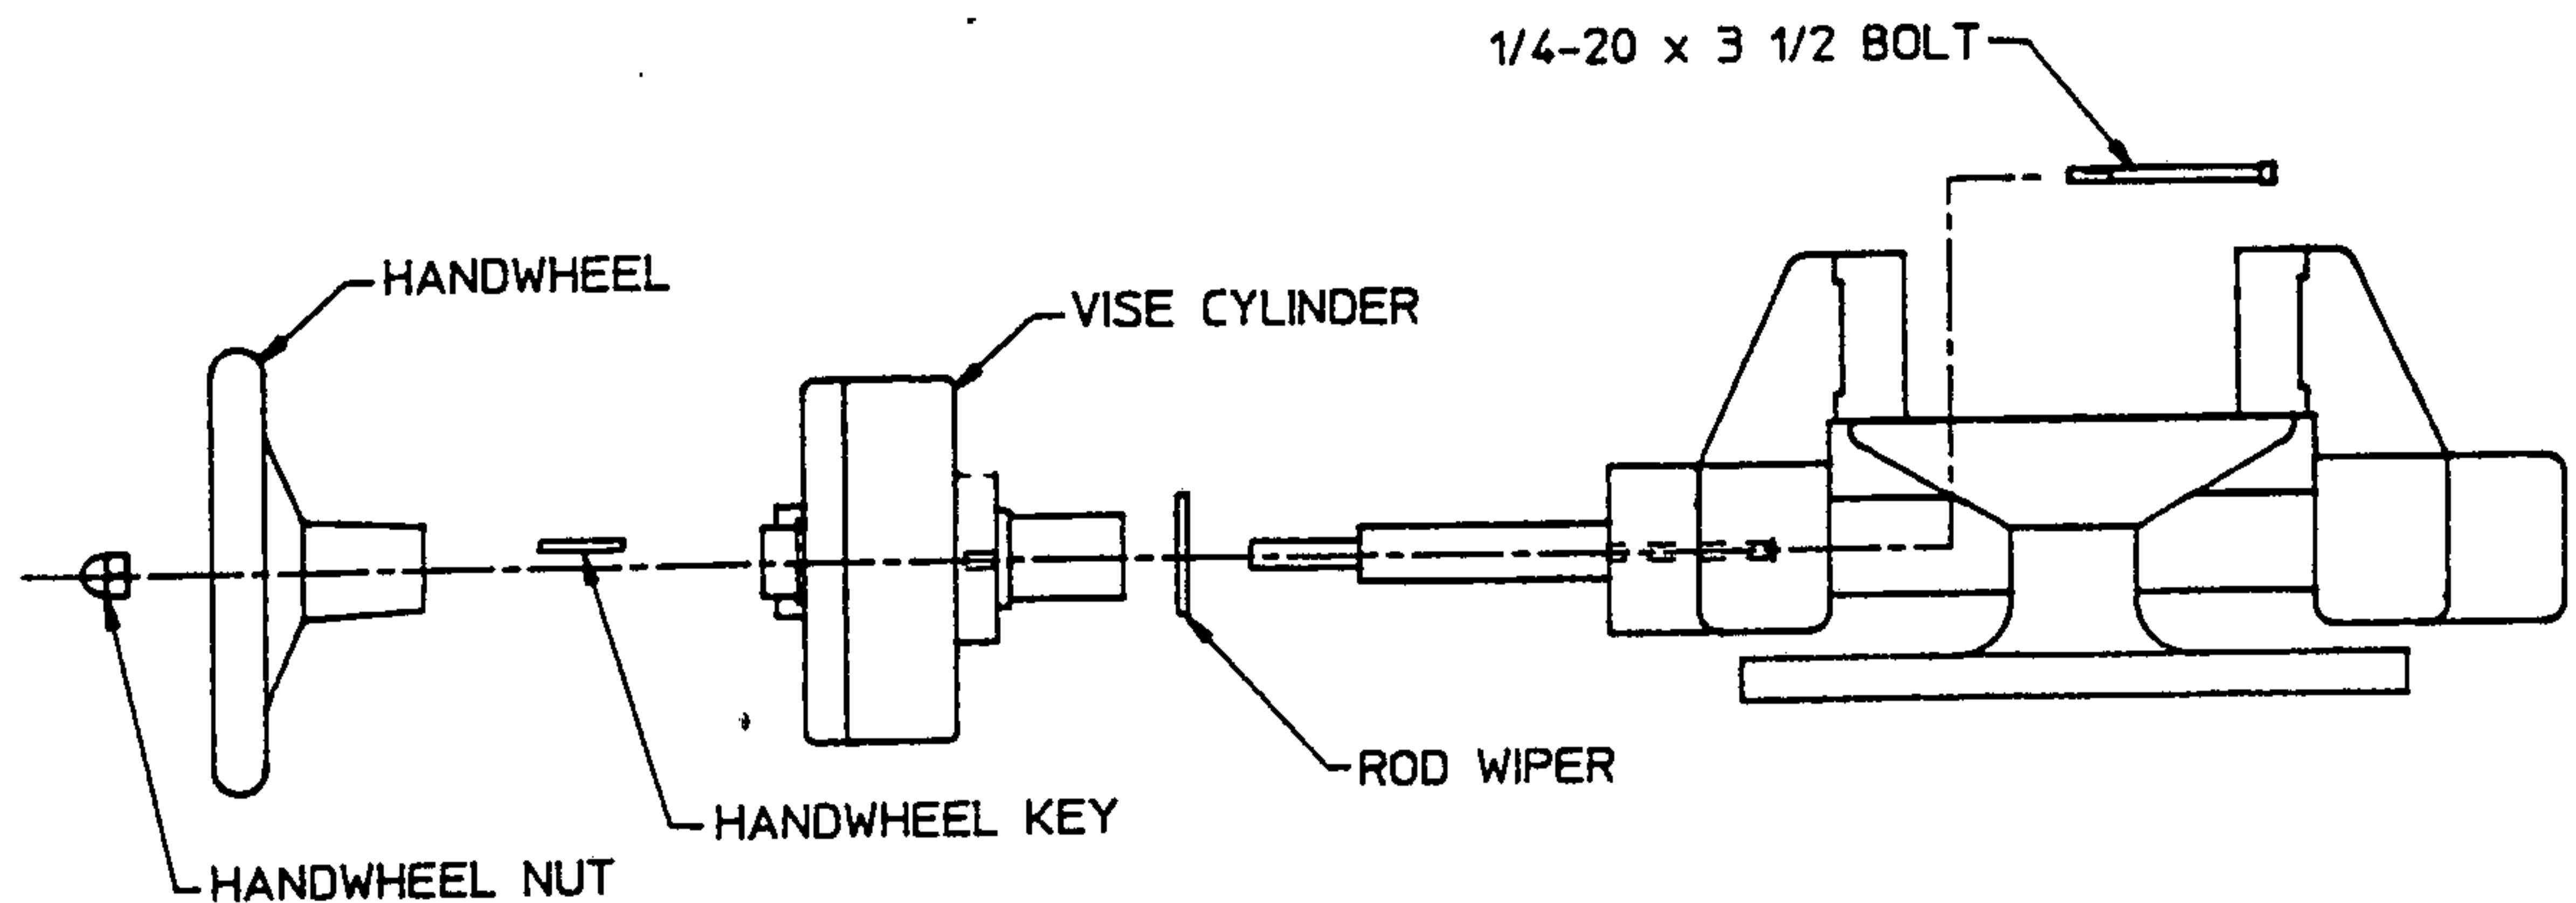 1/4-20 x 3 1/2 BOLT
HANDWHEEL
VISE CYLINDER
ROD WIPER
HANDWHEEL KEY
HANDWHEEL NUT